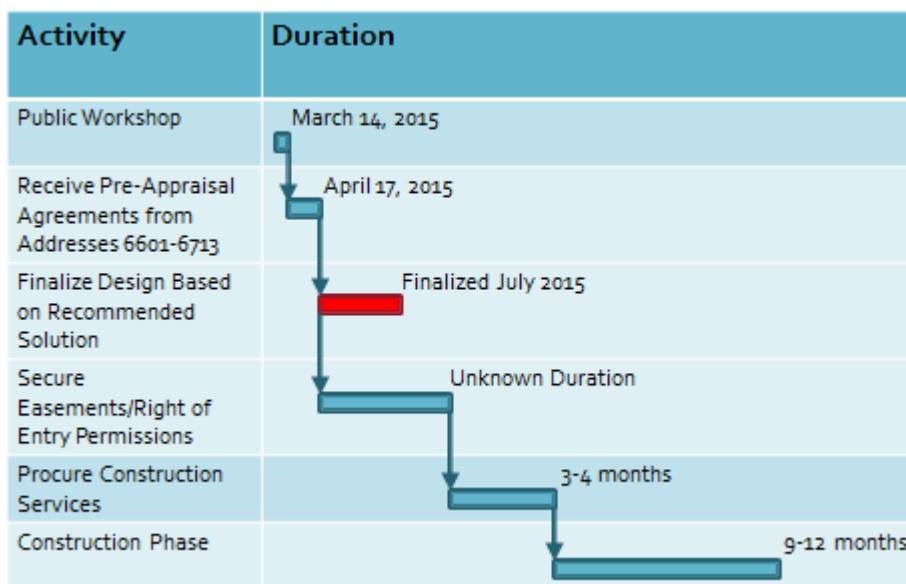 Activity
Duration
Public Workshop
March 14, 2015
Receive Pre-Appraisal
Agreements from
Addresses 6601-6713
April 17, 2015
Finalize Design Based
on Recommended
Solution
Finalized July 2015
Secure
Easements/Right of
Entry Permissions
Unknown Duration
Procure Construction
Services
3-4 months
Construction Phase
9-12 months